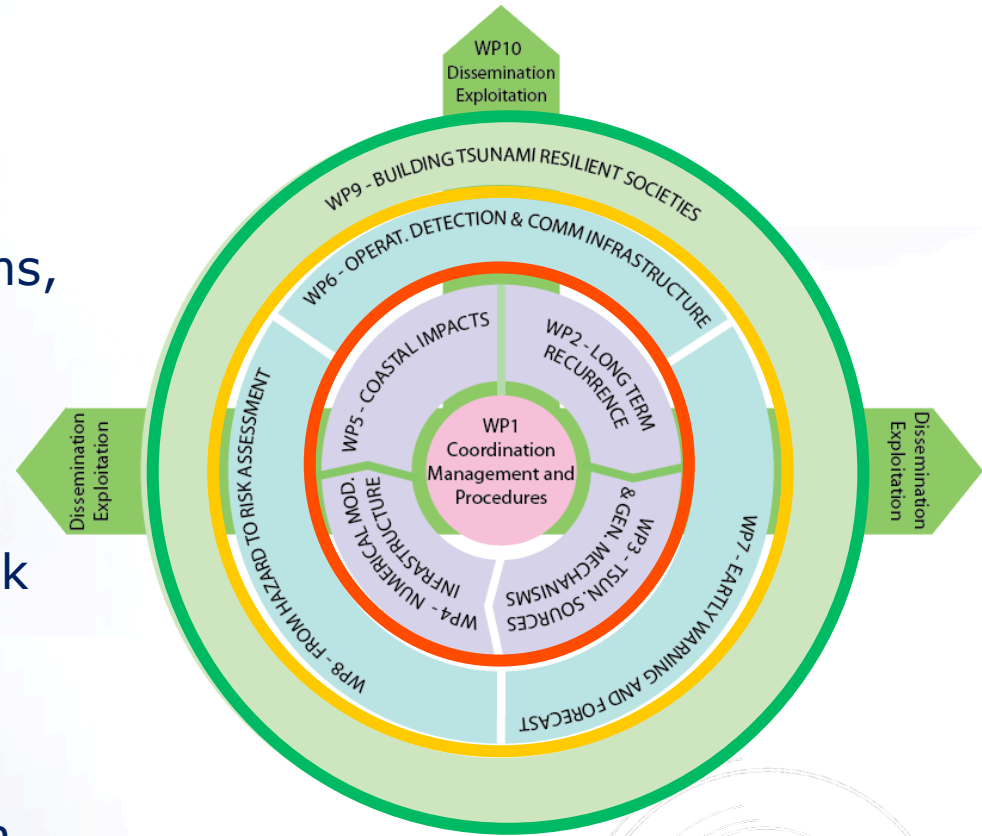 WP10
Dissemination
Exploitation
WP9 - BUILDING TSUNAMI RESILIENT SOCIETIES
WP6 - OPERAT. DETECTION & COMM INFRASTRUCTURE
ns,
WP5 - COASTAL IMPACTS
WP2 - LONG TERM
RECURRENCE
WP8 - FROM HAZARD TO RISK ASSESSMENT
WP1
Coordination
Management and
Procedures
Dissemination
Exploitation
Dissemination
Exploitation
WP4 - NUMERICAL MOD.
INFRASTRUCTURE
WP3 - TSUN. SOURCES
& GEN. MECHANISMS
WP7 - EARTLY WARNING AND FORECAST
k